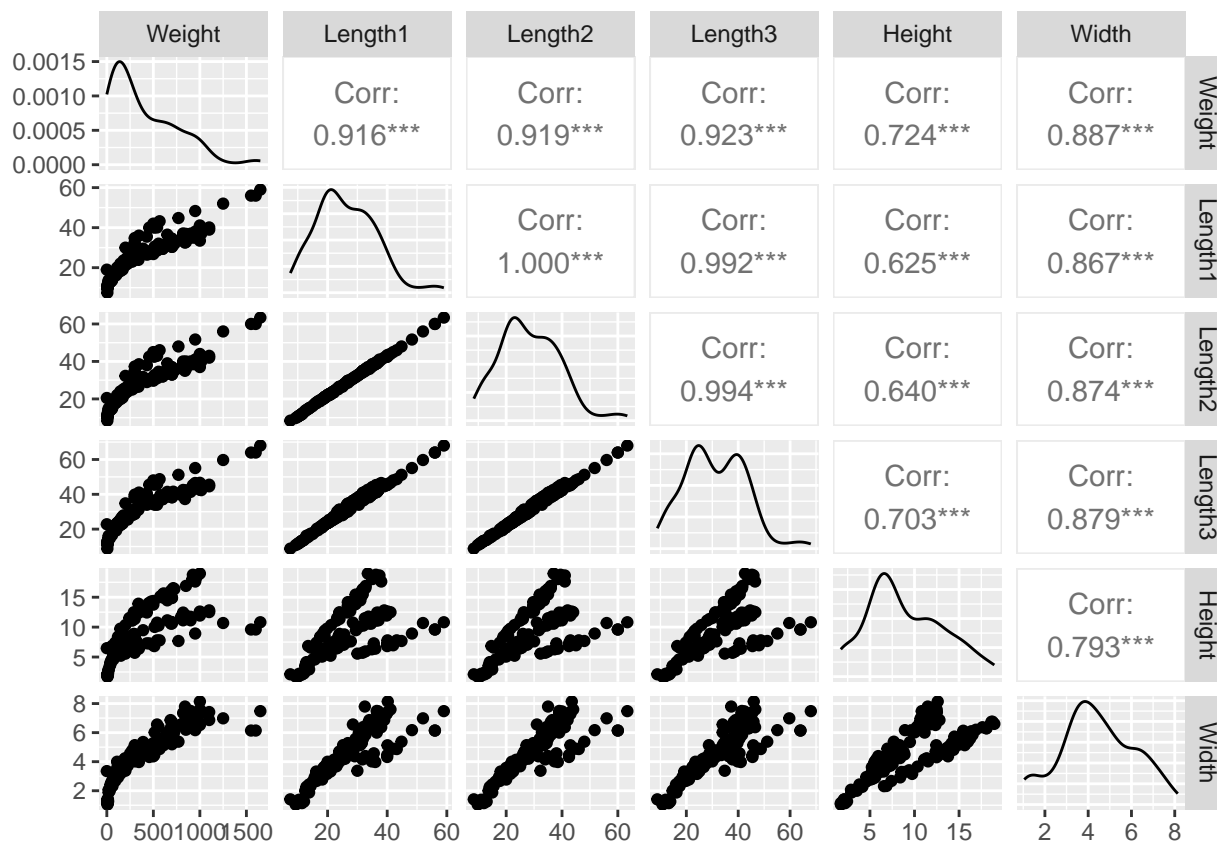 Weight Length1 Length2 Length3 Height Width
0.0015
0.0010
0.0005
0.0000
Corr:
0.916***
Corr:
0.919***
Corr:
0.923***
Corr:
0.724***
Corr:
0.887***
Weight
60
40
20
Corr:
1.000***
Corr:
0.992***
Corr:
0.625***
Corr:
0.867***
Length1
60
40
20
Corr:
0.994***
Corr:
0.640***
Corr:
0.874***
Length2
60
40
20
Corr:
0.703***
Corr:
0.879***
Length3
15
10
5
Corr:
0.793***
Height
8
6
4
2
Width
0 500 1000 1500 20 40 60 20 40 60 20 40 60 5 10 15 2 4 6 8